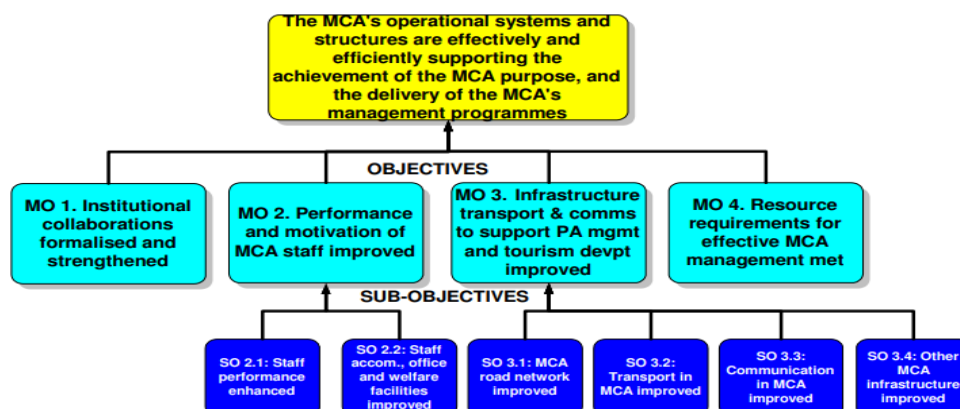 The MCA's operational systems and
structures are effectively and
efficiently supporting the
achievement of the MCA purpose, and
the delivery of the MCA's
management programmes
OBJECTIVES
MO 1. Institutional
collaborations
formalised and
strengthened
MO 2. Performance
and motivation of
MCA staff improved
MO 3. Infrastructure
transport & comms
to support PA mgmt
and tourism devpt
improved
MO 4. Resource
requirements for
effective MCA
management met
SUB-OBJECTIVES
SO 2.1: Staff
performance
enhanced
SO 2.2: Staff
accom., office
and welfare
facilities
improved
SO 3.1: MCA
road network
improved
SO 3.2:
Transport in
MCA improved
SO 3.3:
Communication
in MCA
improved
SO 3.4: Other
MCA
infrastructure
improved